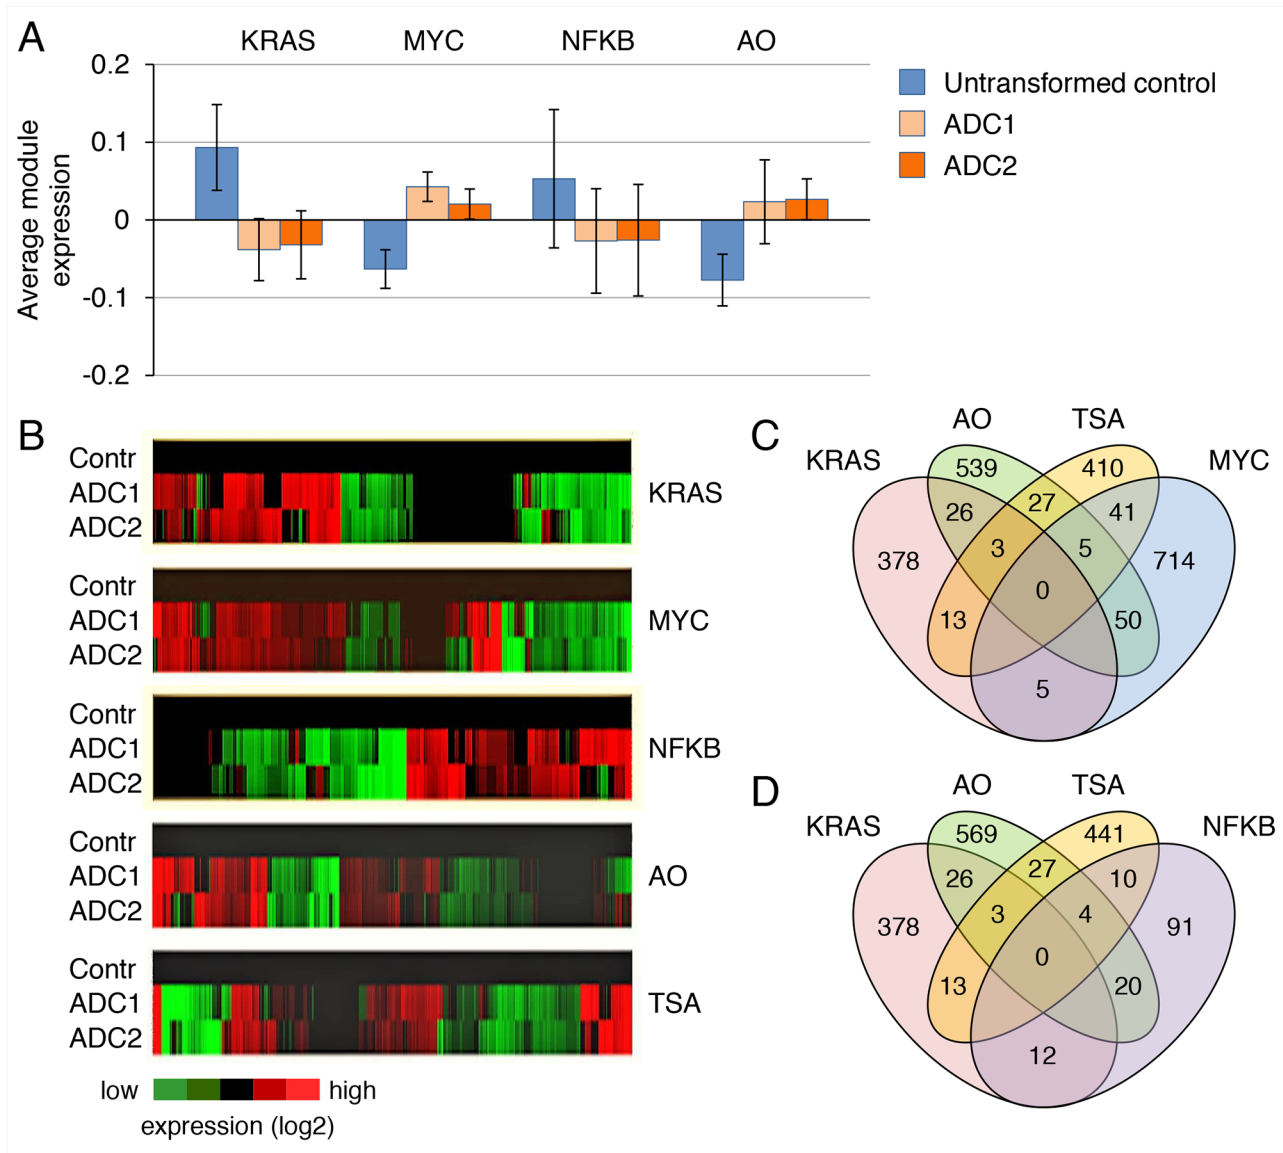 A
KRAS MYC NFKB AO
0.2
0.1
0
-0.1
-0.2
Average module
expression
Untransformed control
ADC1
ADC2
B
Contr
ADC1
ADC2
KRAS
Contr
ADC1
ADC2
MYC
Contr
ADC1
ADC2
NFKB
Contr
ADC1
ADC2
AO
Contr
ADC1
ADC2
TSA
low high
expression (log2)
C
AO TSA
KRAS MYC
539 410
26 27 41
378 3 5 714
0
13 50
5
D
AO TSA
KRAS NFKB
569 441
26 27 10
378 3 4 91
0
13 20
12